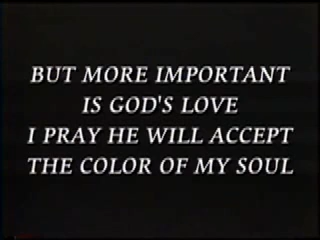 BUT MORE IMPORTANT
IS GOD'S LOVE
I PRAY HE WILL ACCEPT
THE COLOR OF MY SOUL